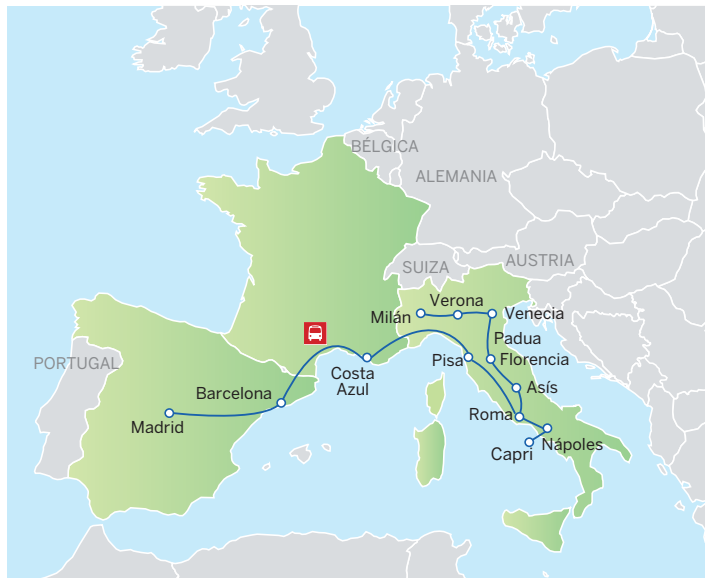 BÉLGICA
ALEMANIA
AUSTRIA
SUIZA
Verona
Milán
Venecia
Padua
Pisa
Florencia
Costa
Azul
PORTUGAL
Barcelona
Asís
Roma
Madrid
Nápoles
Capri